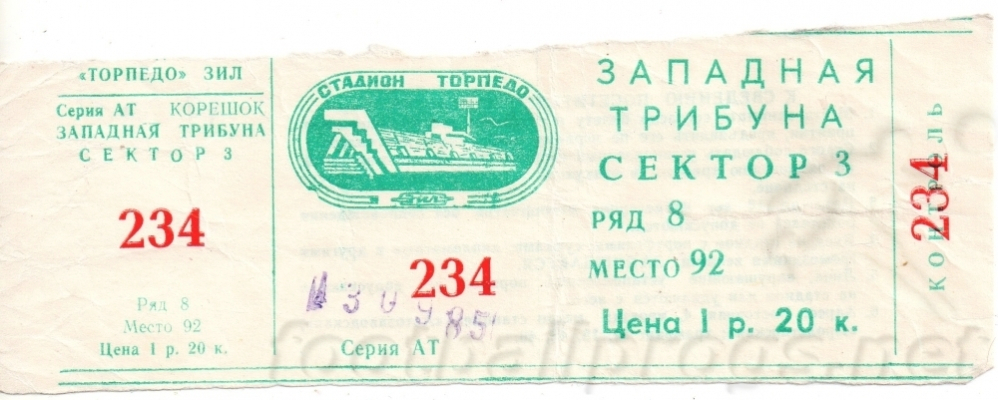 «ТОРПЕДО» ЗИЛ
Серия АТ КОРЕШОК
ЗАПАДНАЯ ТРИБУНА
СЕКТОР 3
234
Ряд 8
Место 92
Цена 1 р. 20 к.
СТАДИОН ТОРПЕДО
ЗИЛ
234
Серия АТ
ЗАПАДНАЯ
ТРИБУНА
СЕКТОР 3
РЯД 8
МЕСТО 92
Цена 1 р. 20 к.
КОНТРОЛЬ
234
footballprogs.net